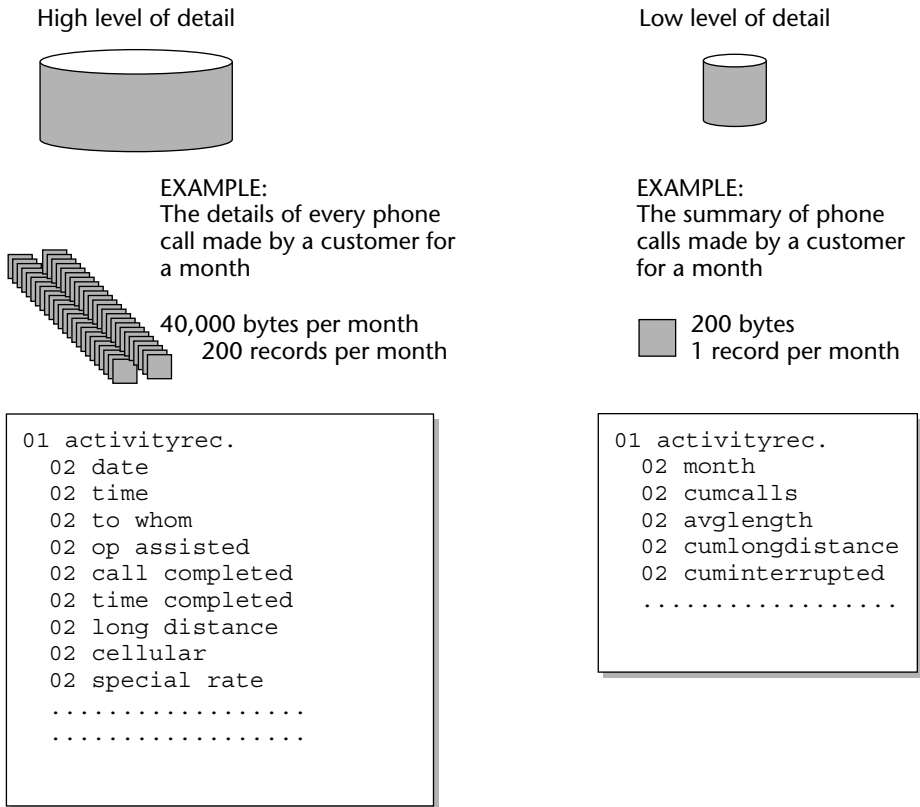 High level of detail
EXAMPLE:
The details of every phone
call made by a customer for
a month
40,000 bytes per month
200 records per month
01 activityrec.
02 date
02 time
02 to whom
02 op assisted
02 call completed
02 time completed
02 long distance
02 cellular
02 special rate
..................
..................
Low level of detail
EXAMPLE:
The summary of phone
calls made by a customer
for a month
200 bytes
1 record per month
01 activityrec.
02 month
02 cumcalls
02 avglength
02 cumlongdistance
02 cuminterrupted
..................